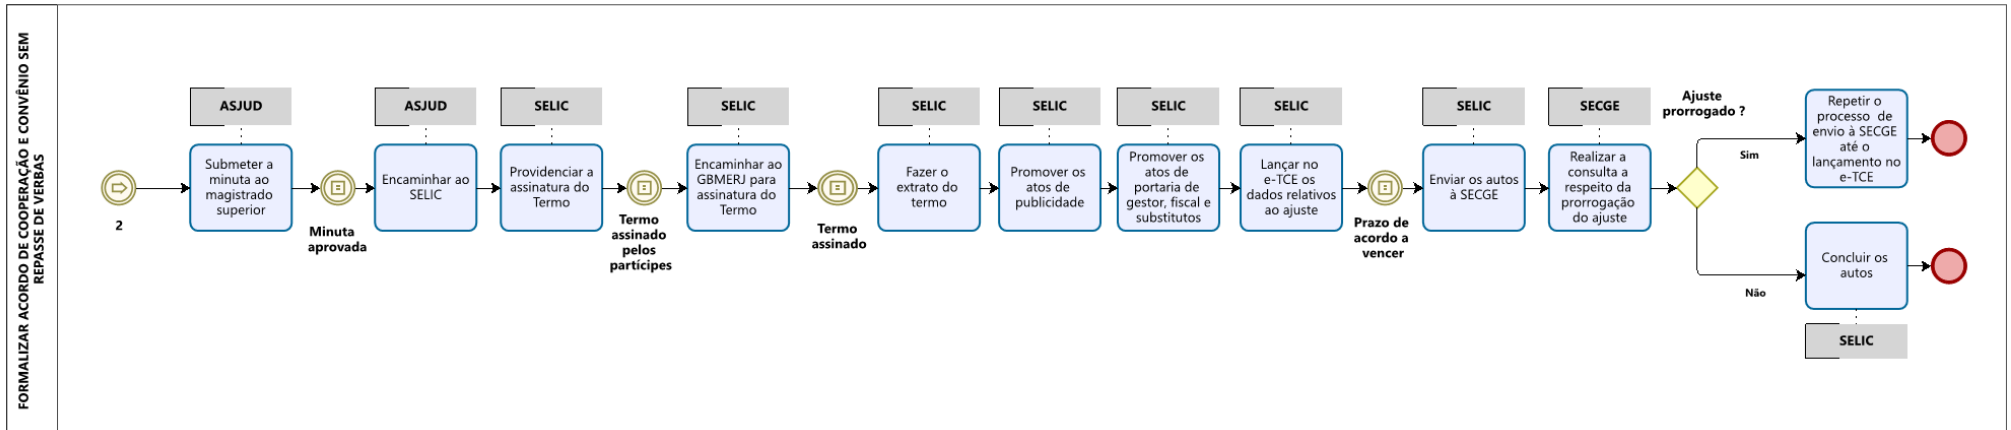 FORMALIZAR ACORDO DE COOPERAÇÃO E CONVÊNIO SEM
REPASSE DE VERBAS
2
ASJUD
Submeter a
minuta ao
magistrado
superior
Minuta
aprovada
ASJUD
Encaminhar ao
SELIC
SELIC
Providenciar a
assinatura do
Termo
Termo
assinado
pelos
partícipes
SELIC
Encaminhar ao
GBMERJ para
assinatura do
Termo
Termo
assinado
SELIC
Fazer o
extrato do
termo
SELIC
Promover os
atos de
publicidade
SELIC
Promover os
atos de
portaria de
gestor, fiscal e
substitutos
SELIC
Lançar no
e-TCE os
dados relativos
ao ajuste
Prazo de
acordo a
vencer
SELIC
Enviar os autos
à SECGE
SECGE
Realizar a
consulta a
respeito da
prorrogação
do ajuste
Ajuste
prorrogado ?
Sim
Repetir o
processo de
envio à SECGE
até o
lançamento no
e-TCE
Não
Concluir os
autos
SELIC